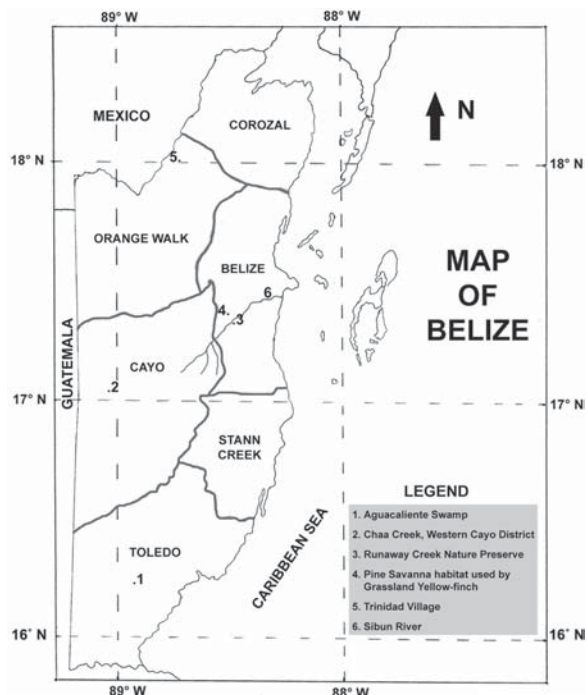 89° W
88° W
MEXICO
COROZAL
N
18° N
5.
18° N
ORANGE WALK
BELIZE
6
4.
.3
MAP
OF
BELIZE
GUATEMALA
CAYO
.2
17° N
17° N
STANN
CREEK
CARIBBEAN SEA
TOLEDO
.1
LEGEND
1. Aguacaliente Swamp
2. Chaa Creek, Western Cayo District
3. Runaway Creek Nature Preserve
4. Pine Savanna habitat used by
Grassland Yellow-finch
5. Trinidad Village
6. Sibun River
16° N
16° N
89° W
88° W